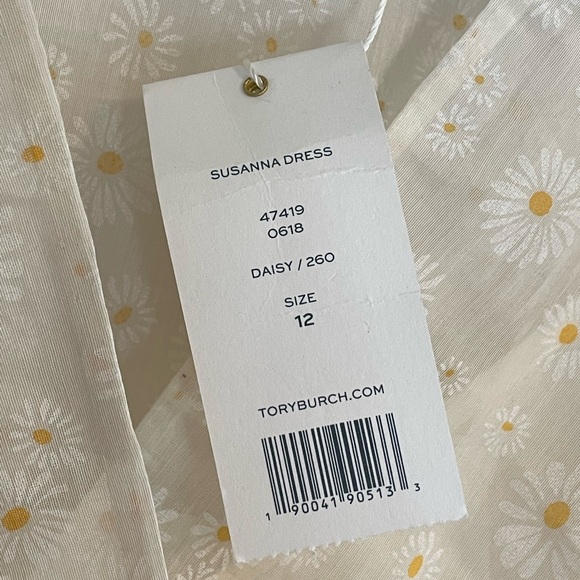 SUSANNA DRESS
47419
0618
DAISY / 260
SIZE
12
TORYBURCH.COM
1 90041 90513 3